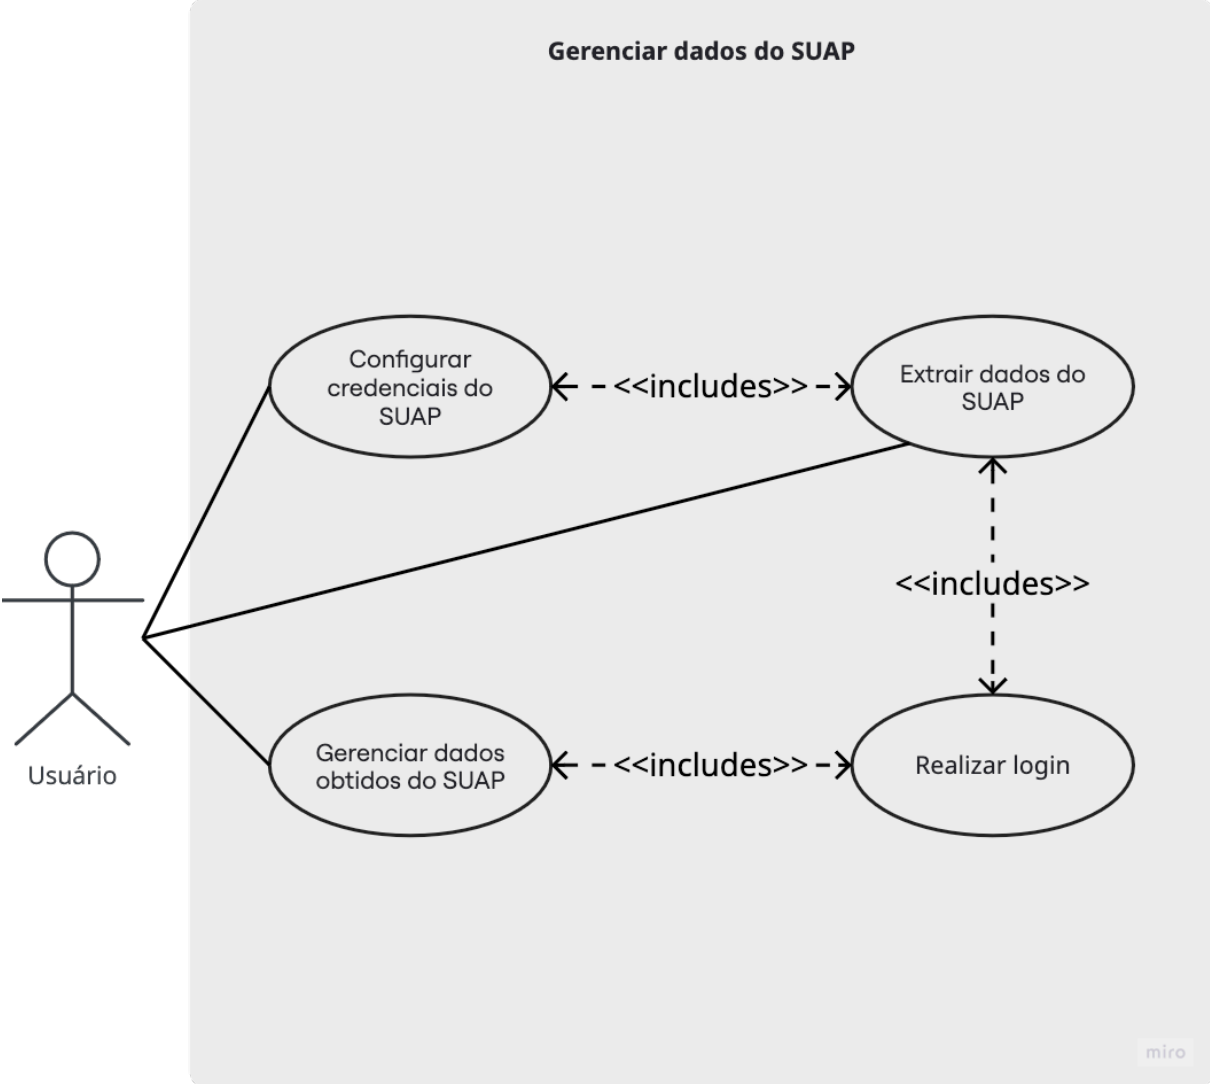 Gerenciar dados do SUAP
Configurar
credenciais do
SUAP
<<includes>>
Extrair dados do
SUAP
<<includes>>
Usuário
Gerenciar dados
obtidos do SUAP
<<includes>>
Realizar login
miro